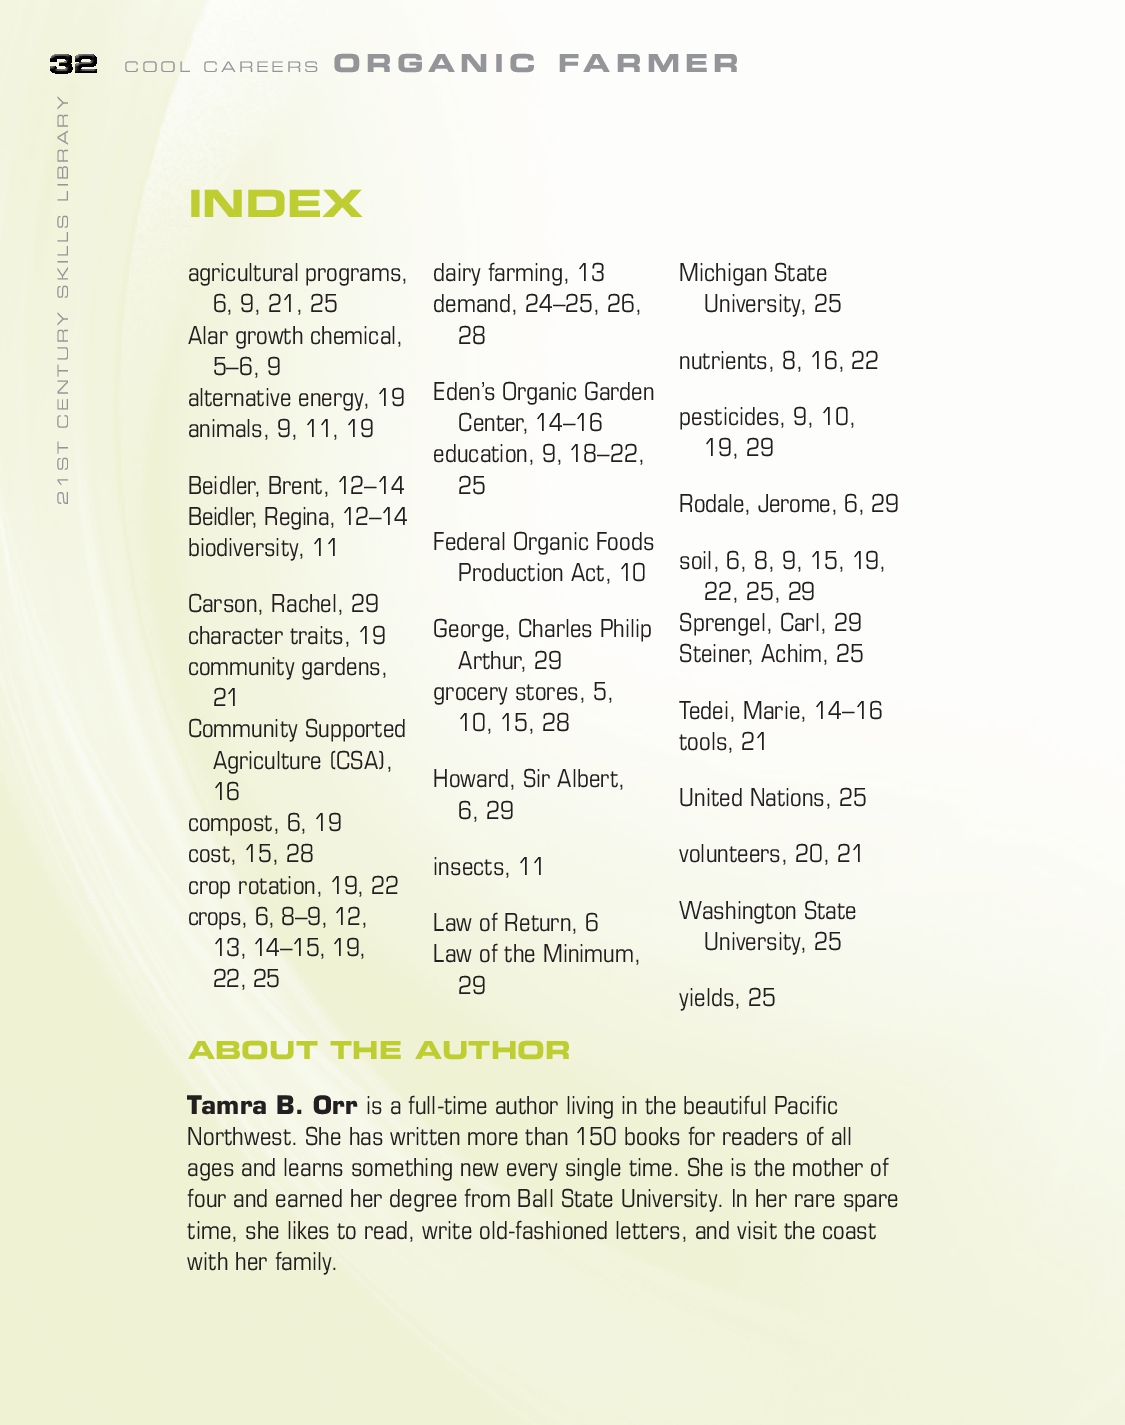 32 COOL CAREERS ORGANIC FARMER
21ST CENTURY SKILLS LIBRARY
INDEX
agricultural programs,
6, 9, 21, 25
Alar growth chemical,
5–6, 9
alternative energy, 19
animals, 9, 11, 19
Beidler, Brent, 12–14
Beidler, Regina, 12–14
biodiversity, 11
Carson, Rachel, 29
character traits, 19
community gardens,
21
Community Supported
Agriculture (CSA),
16
compost, 6, 19
cost, 15, 28
crop rotation, 19, 22
crops, 6, 8–9, 12,
13, 14–15, 19,
22, 25
dairy farming, 13
demand, 24–25, 26,
28
Eden's Organic Garden
Center, 14–16
education, 9, 18–22,
25
Federal Organic Foods
Production Act, 10
George, Charles Philip
Arthur, 29
grocery stores, 5,
10, 15, 28
Howard, Sir Albert,
6, 29
insects, 11
Law of Return, 6
Law of the Minimum,
29
Michigan State
University, 25
nutrients, 8, 16, 22
pesticides, 9, 10,
19, 29
Rodale, Jerome, 6, 29
soil, 6, 8, 9, 15, 19,
22, 25, 29
Sprengel, Carl, 29
Steiner, Achim, 25
Tedei, Marie, 14–16
tools, 21
United Nations, 25
volunteers, 20, 21
Washington State
University, 25
yields, 25
ABOUT THE AUTHOR
Tamra B. Orr is a full-time author living in the beautiful Pacific
Northwest. She has written more than 150 books for readers of all
ages and learns something new every single time. She is the mother of
four and earned her degree from Ball State University. In her rare spare
time, she likes to read, write old-fashioned letters, and visit the coast
with her family.